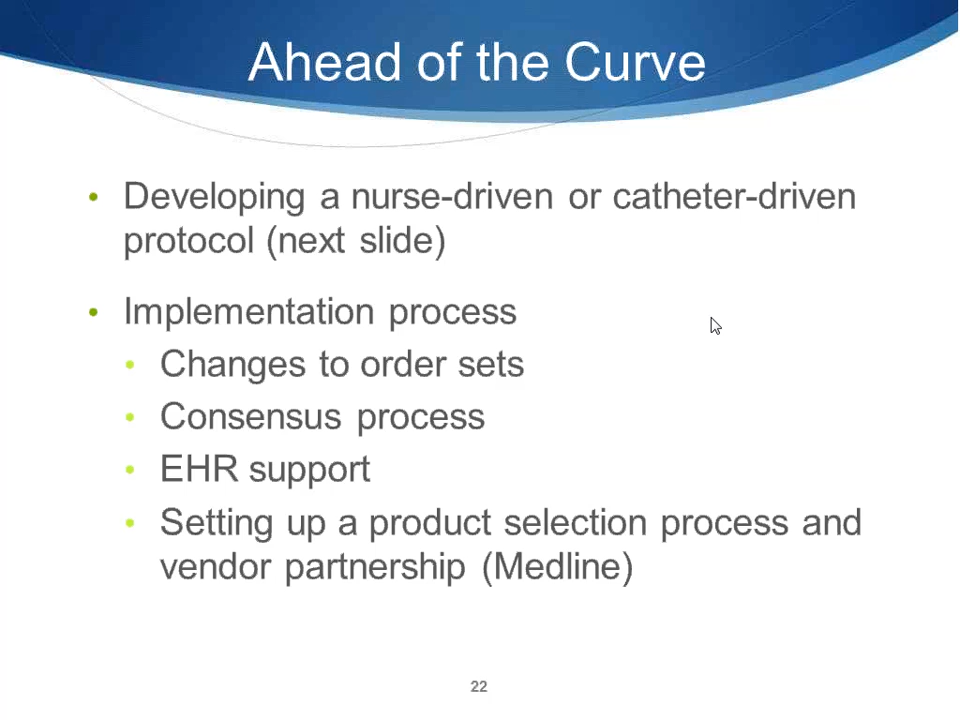 Ahead of the Curve
• Developing a nurse-driven or catheter-driven
protocol (next slide)
• Implementation process
• Changes to order sets
• Consensus process
• EHR support
• Setting up a product selection process and
vendor partnership (Medline)
22